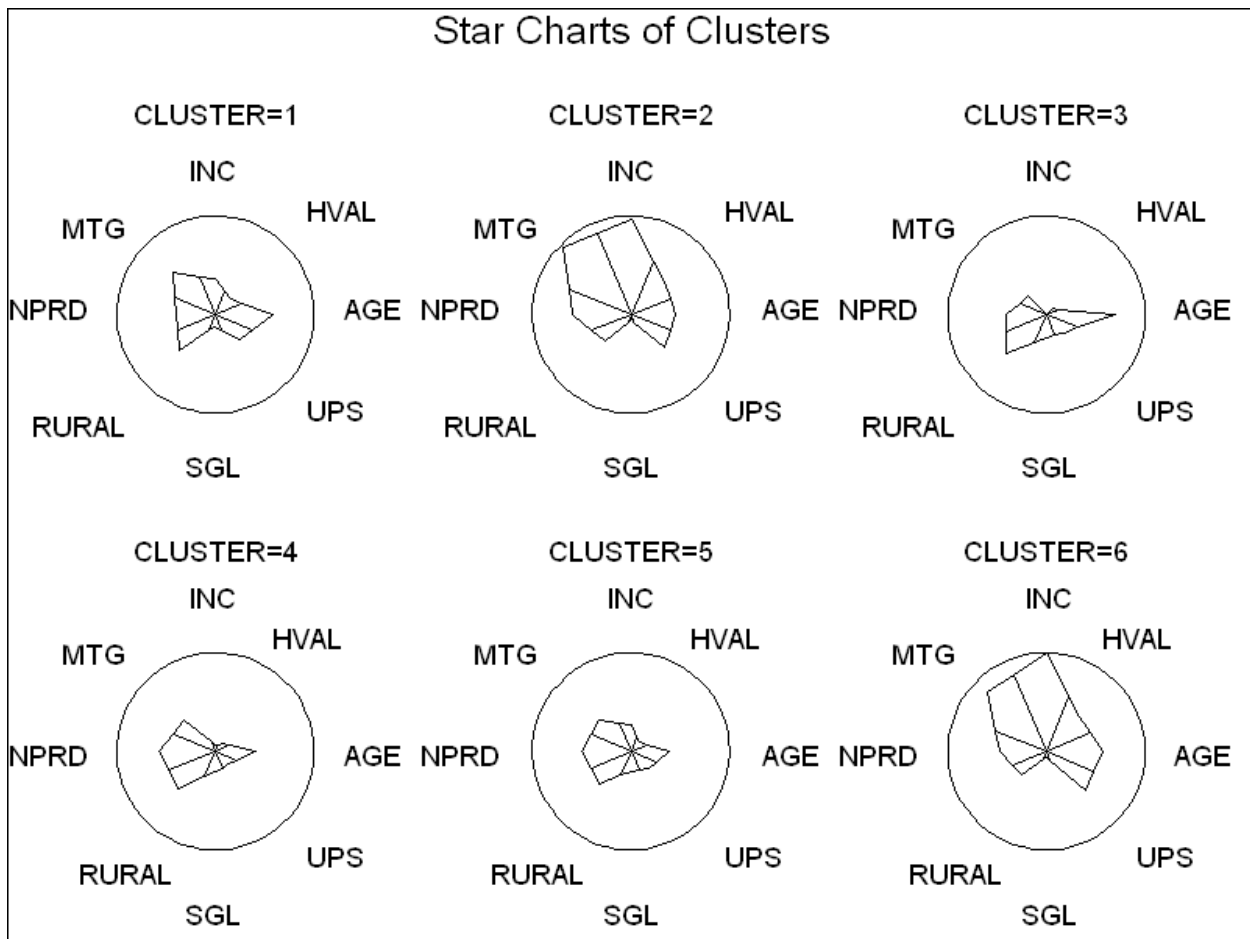 Star Charts of Clusters
CLUSTER=1
INC
HVAL
MTG
NPRD
AGE
RURAL
UPS
SGL
CLUSTER=2
INC
HVAL
MTG
NPRD
AGE
RURAL
UPS
SGL
CLUSTER=3
INC
HVAL
MTG
NPRD
AGE
RURAL
UPS
SGL
CLUSTER=4
INC
HVAL
MTG
NPRD
AGE
RURAL
UPS
SGL
CLUSTER=5
INC
HVAL
MTG
NPRD
AGE
RURAL
UPS
SGL
CLUSTER=6
INC
HVAL
MTG
NPRD
AGE
RURAL
UPS
SGL